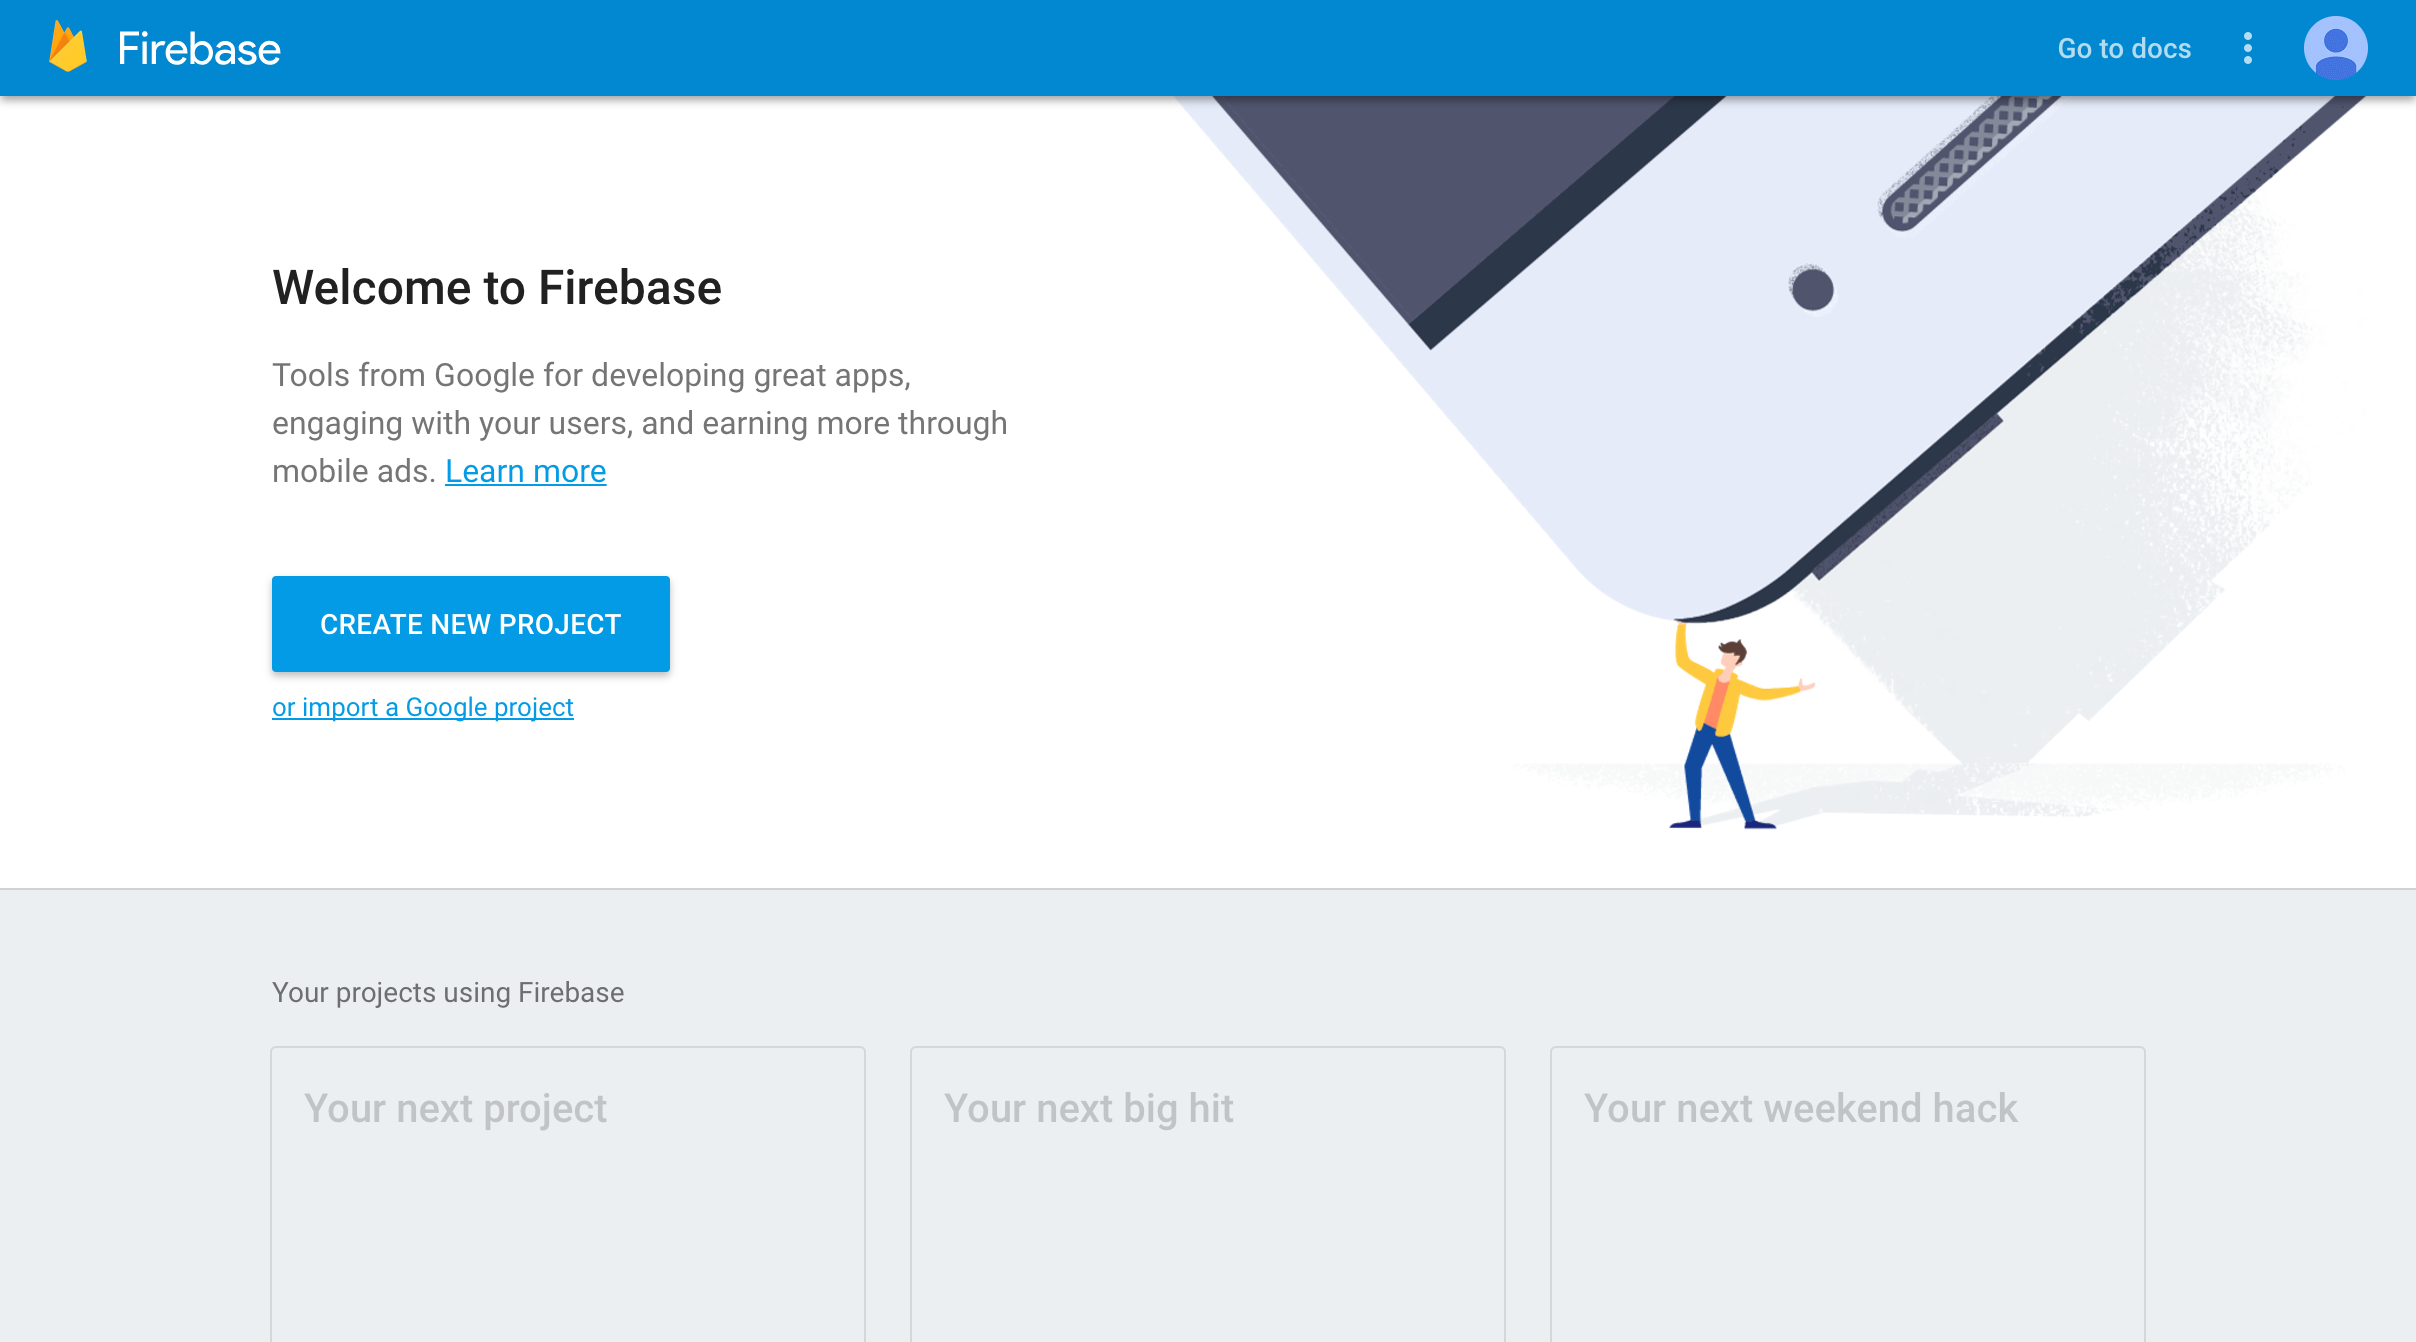 Firebase
Go to docs
Welcome to Firebase
Tools from Google for developing great apps,
engaging with your users, and earning more through
mobile ads. Learn more
CREATE NEW PROJECT
or import a Google project
Your projects using Firebase
Your next project
Your next big hit
Your next weekend hack